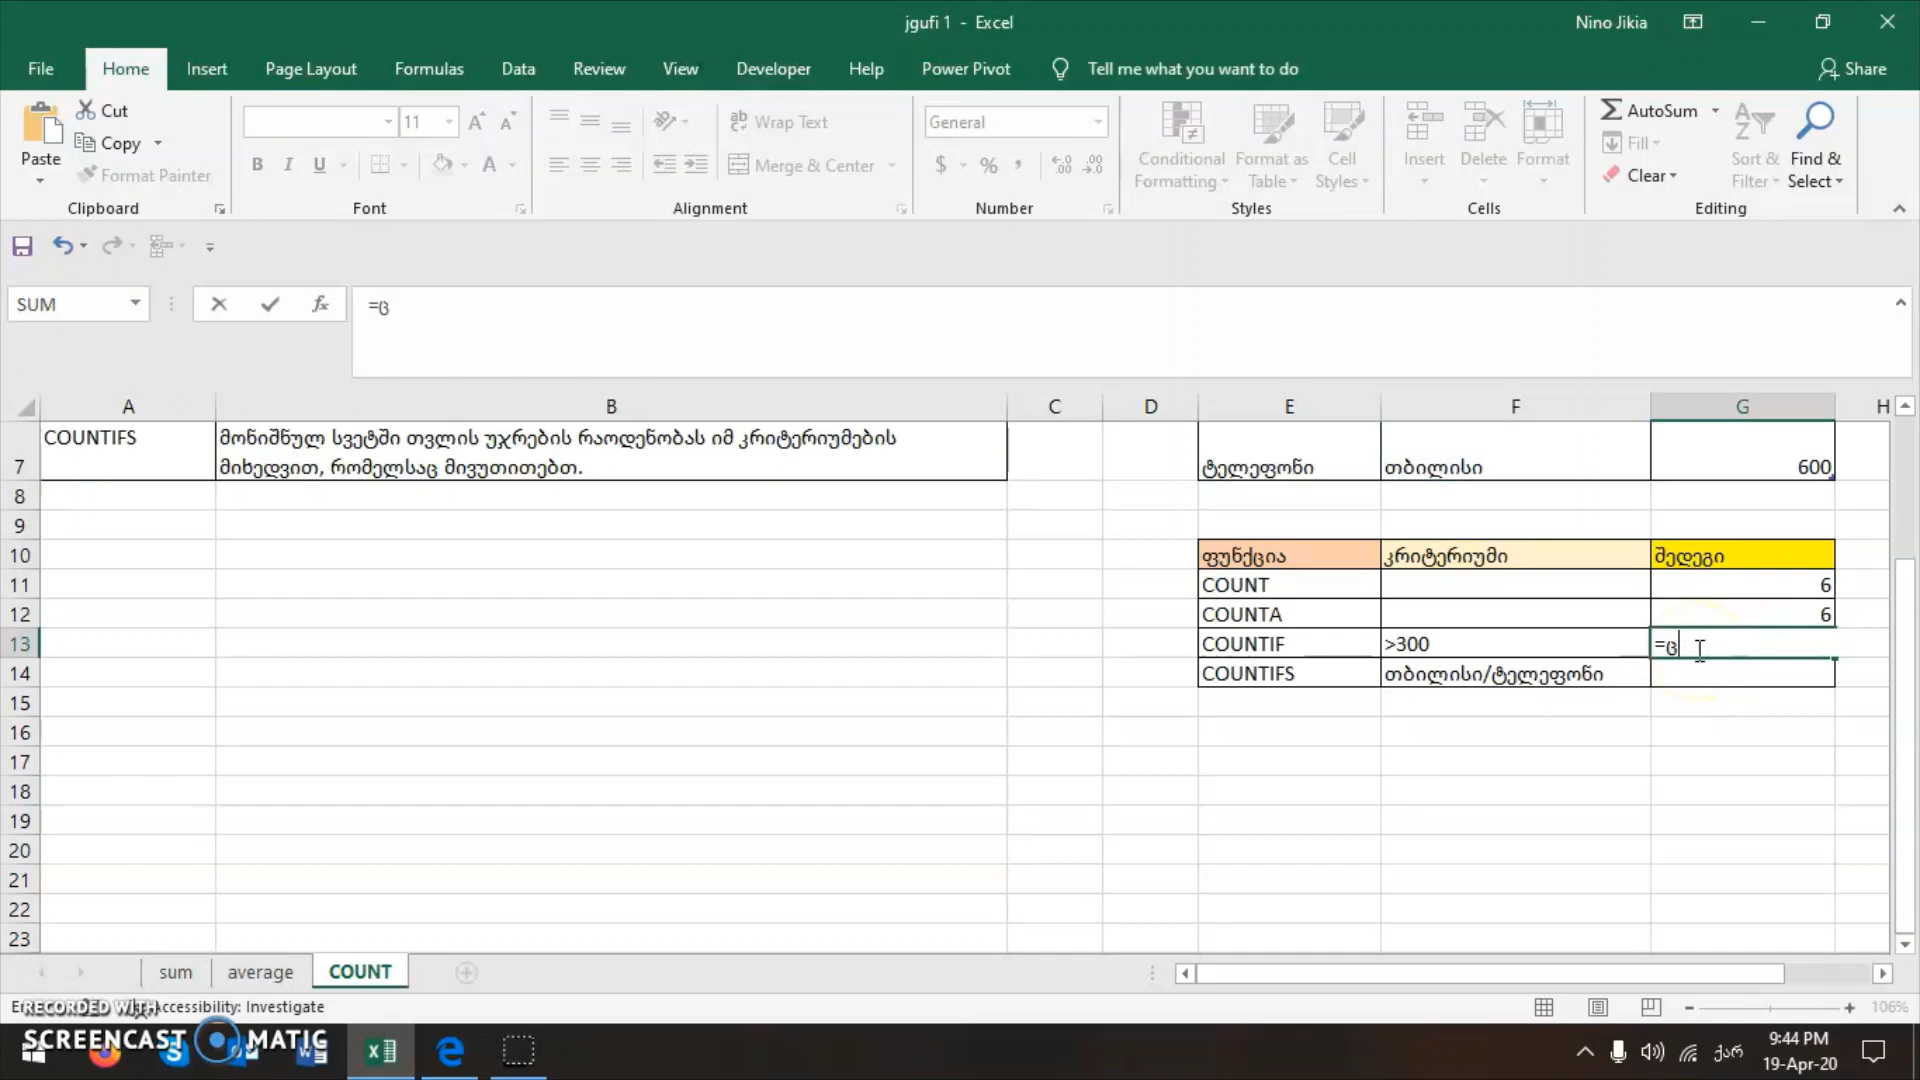 jgufi 1 - Excel
Nino Jikia
File Home Insert Page Layout Formulas Data Review View Developer Help Power Pivot Tell me what you want to do Share
Paste
Cut
Copy
Format Painter
Clipboard
11
B I U
Font
Wrap Text
Merge & Center
Alignment
General
$ % ,
Number
Conditional Formatting
Format as Table
Cell Styles
Styles
Insert
Delete
Format
Cells
AutoSum
Fill
Clear
Sort & Filter
Find & Select
Editing
SUM
fx
=ც
A B C D E F G H
7 COUNTIFS მონიშნულ სვეტში თვლის უჯრების რაოდენობას იმ კრიტერიუმების
მიხედვით, რომელსაც მივუთითებთ.
ტელეფონი თბილისი 600
8
9
10 ფუნქცია კრიტერიუმი შედეგი
11 COUNT 6
12 COUNTA 6
13 COUNTIF >300 =ც
14 COUNTIFS თბილისი/ტელეფონი
15
16
17
18
19
20
21
22
23
sum average COUNT
Accessibility: Investigate
106%
RECORDED WITH
SCREENCAST MATIC
ქარ
9:44 PM
19-Apr-20